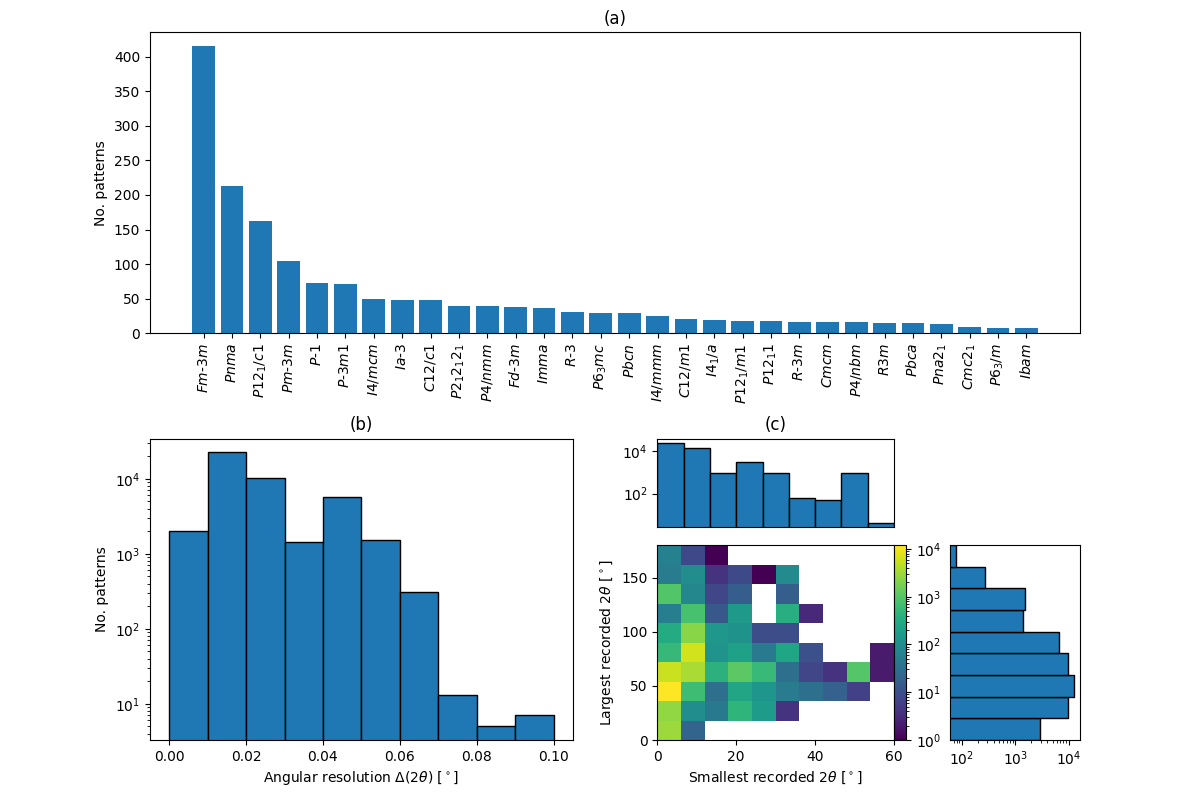 (a)
No. patterns
400
350
300
250
200
150
100
50
0
Fm-3m
Pnma
P12₁/c1
Pm-3m
P-1
P-3m1
I4/mcm
Ia-3
C12/c1
P2₁2₁2₁
P4/nmm
Fd-3m
Imma
R-3
P6₃mc
Pbcn
I4/mmm
C12/m1
I4₁/a
P12₁/m1
P12₁1
R-3m
Cmcm
P4/nbm
R3m
Pbca
Pna2₁
Cmc2₁
P6₃/m
Ibam
(b)
No. patterns
10⁴
10³
10²
10¹
0.00 0.02 0.04 0.06 0.08 0.10
Angular resolution Δ(2θ) [°]
(c)
10⁴
10²
Largest recorded 2θ [°]
150
100
50
0
0 20 40 60
Smallest recorded 2θ [°]
10⁴
10³
10²
10¹
10⁰
10² 10³ 10⁴